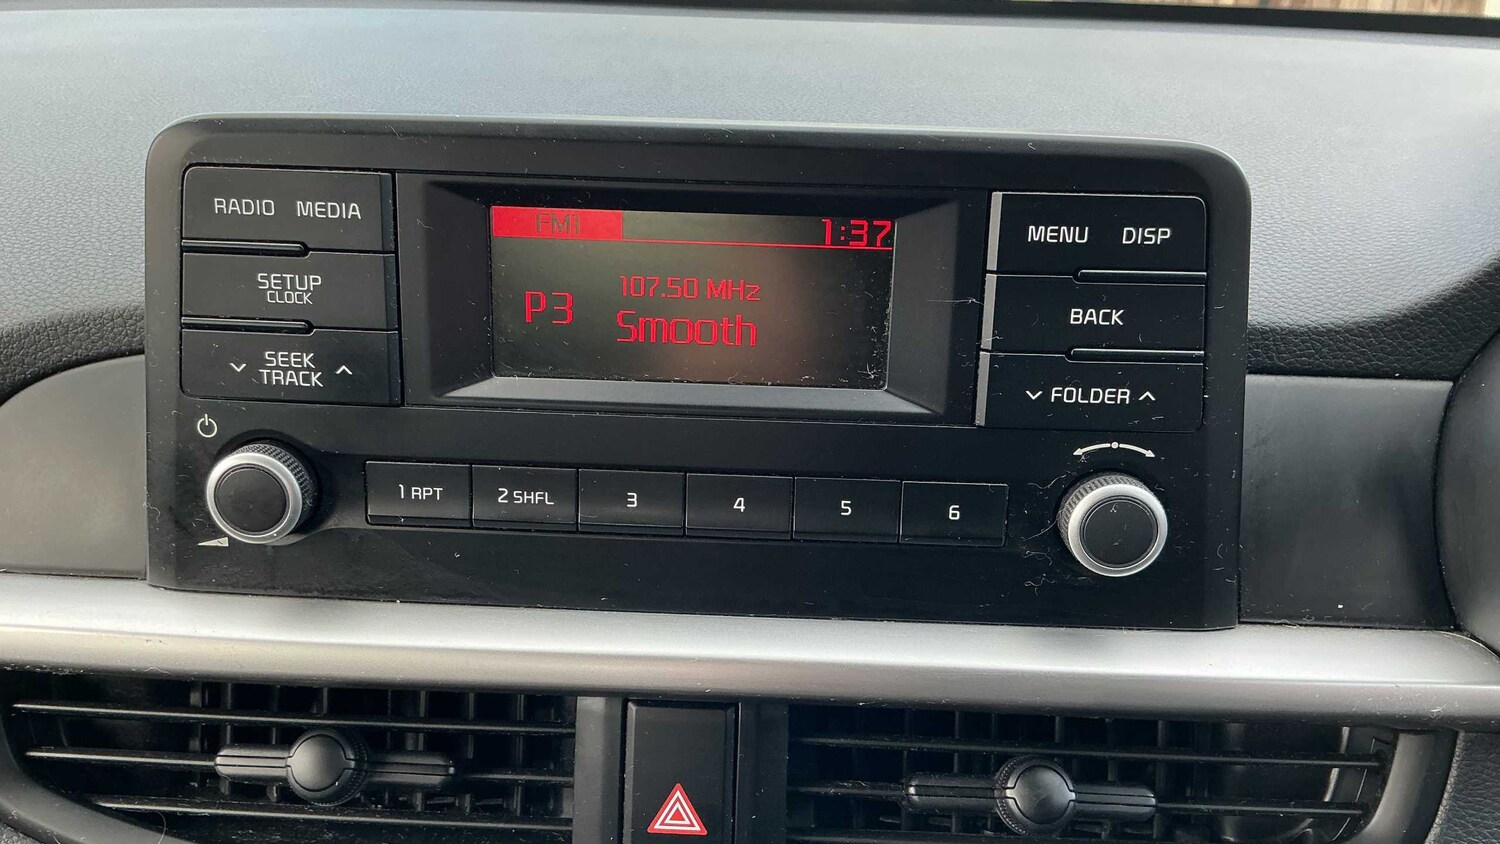 RADIO MEDIA
SETUP
CLOCK
SEEK
TRACK
FM1
1:37
P3
107.50 MHz
Smooth
MENU DISP
BACK
FOLDER
1 RPT
2 SHFL
3
4
5
6